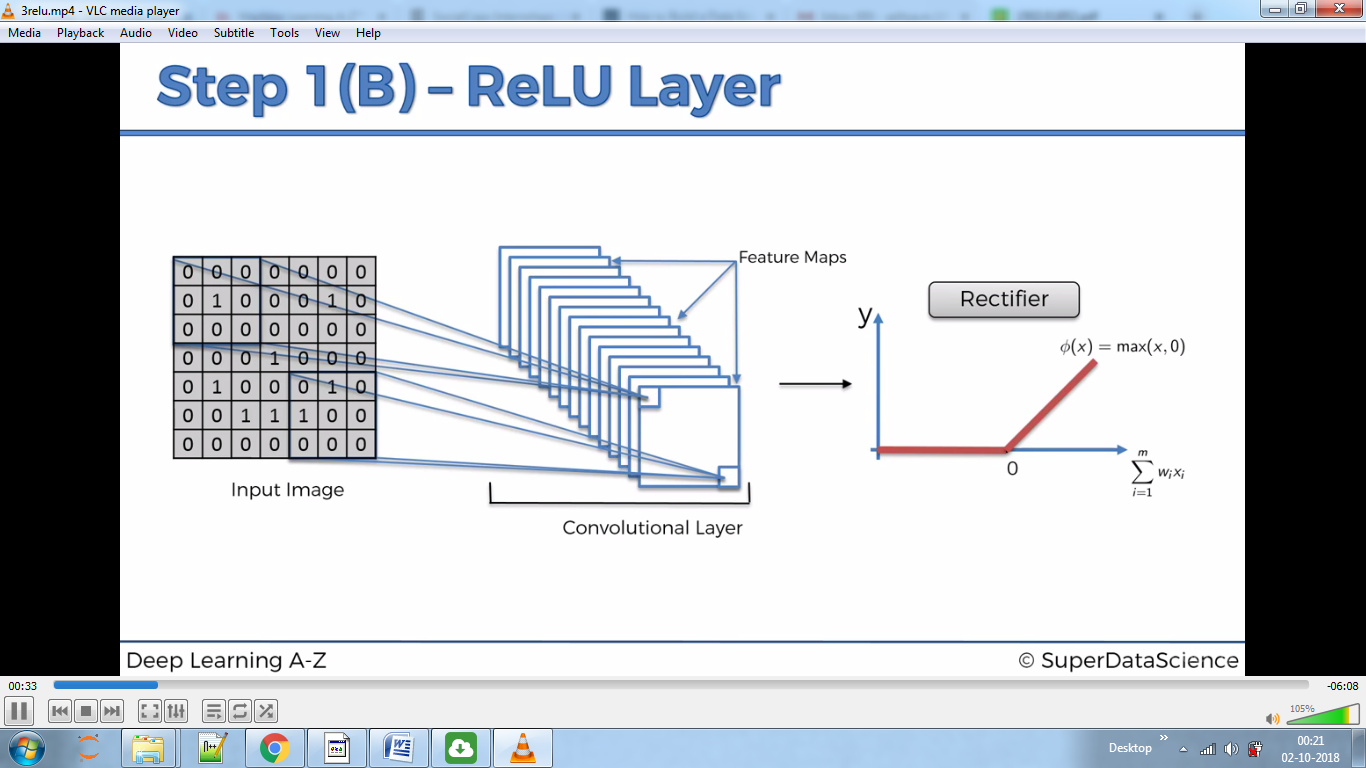 3relu.mp4 - VLC media player
Media Playback Audio Video Subtitle Tools View Help
Step 1(B) – ReLU Layer
0 0 0 0 0 0 0
0 1 0 0 0 1 0
0 0 0 0 0 0 0
0 0 0 1 0 0 0
0 1 0 0 0 1 0
0 0 1 1 1 0 0
0 0 0 0 0 0 0
Input Image
Feature Maps
Convolutional Layer
Rectifier
y
ϕ(x) = max(x, 0)
0
m
∑ wᵢxᵢ
i=1
Deep Learning A-Z
© SuperDataScience
00:33
-06:08
105%
Desktop
00:21
02-10-2018